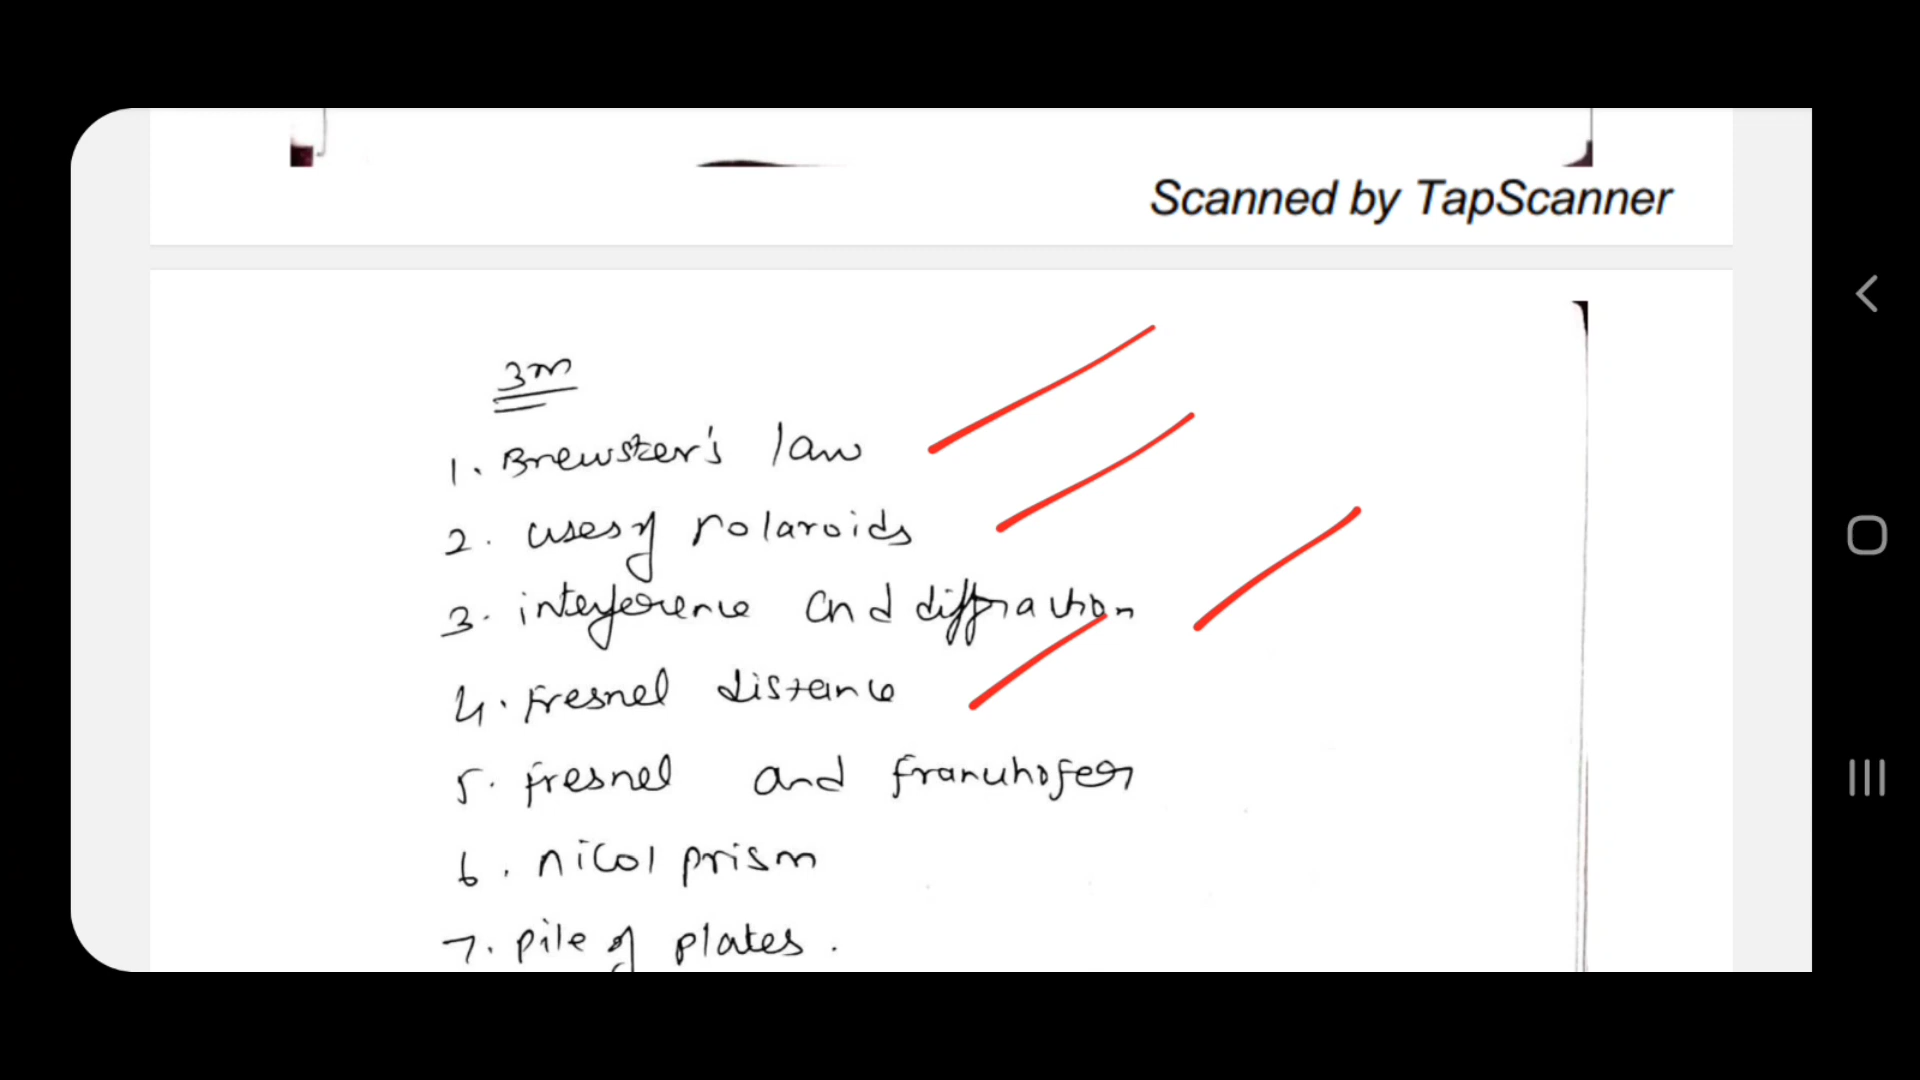 Scanned by TapScanner
3m
1. Brewster's law
2. uses of Polaroids
3. interference and diffraction
4. Fresnel distance
5. fresnel and franuhofer
6. nicol prism
7. pile of plates.